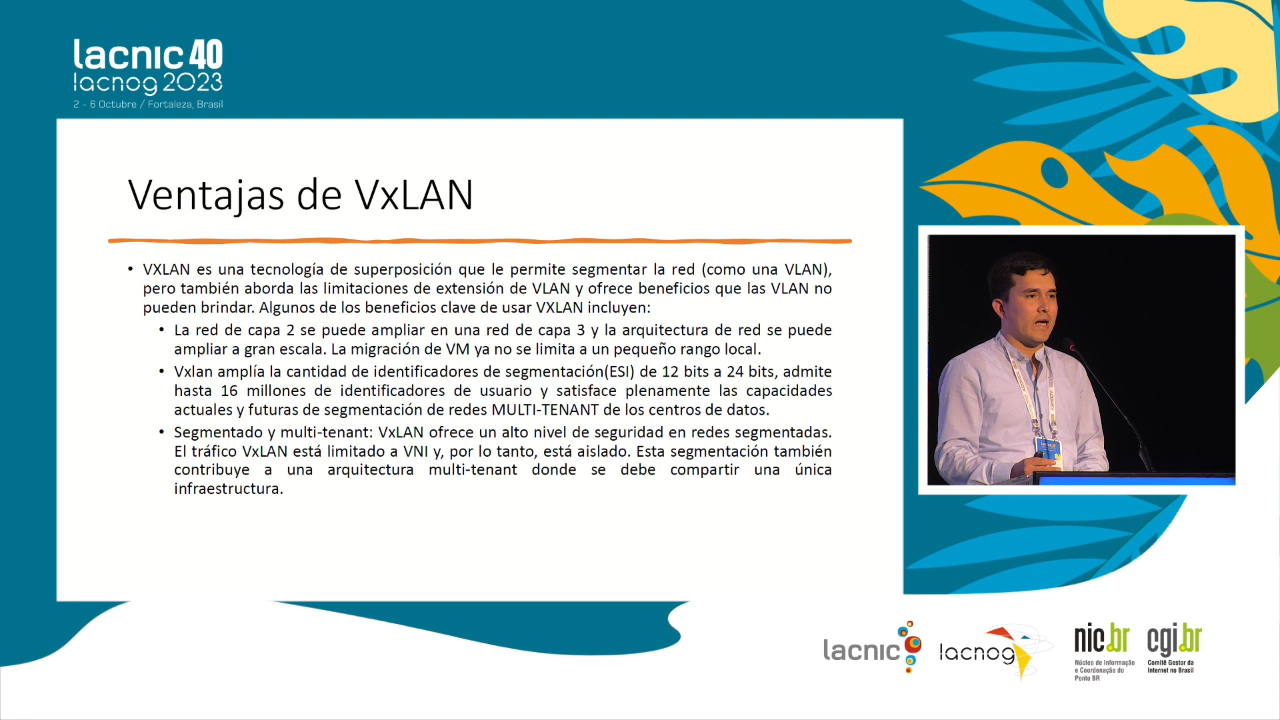 lacnic 40
lacnog 2023
2 - 6 Octubre / Fortaleza, Brasil
Ventajas de VxLAN
• VXLAN es una tecnología de superposición que le permite segmentar la red (como una VLAN),
pero también aborda las limitaciones de extensión de VLAN y ofrece beneficios que las VLAN no
pueden brindar. Algunos de los beneficios clave de usar VXLAN incluyen:
• La red de capa 2 se puede ampliar en una red de capa 3 y la arquitectura de red se puede
ampliar a gran escala. La migración de VM ya no se limita a un pequeño rango local.
• Vxlan amplía la cantidad de identificadores de segmentación(ESI) de 12 bits a 24 bits, admite
hasta 16 millones de identificadores de usuario y satisface plenamente las capacidades
actuales y futuras de segmentación de redes MULTI-TENANT de los centros de datos.
• Segmentado y multi-tenant: VxLAN ofrece un alto nivel de seguridad en redes segmentadas.
El tráfico VxLAN está limitado a VNI y, por lo tanto, está aislado. Esta segmentación también
contribuye a una arquitectura multi-tenant donde se debe compartir una única
infraestructura.
lacnic
lacnog
nic.br
Núcleo de Informação
e Coordenação do
Ponto BR
cgi.br
Comitê Gestor da
Internet no Brasil